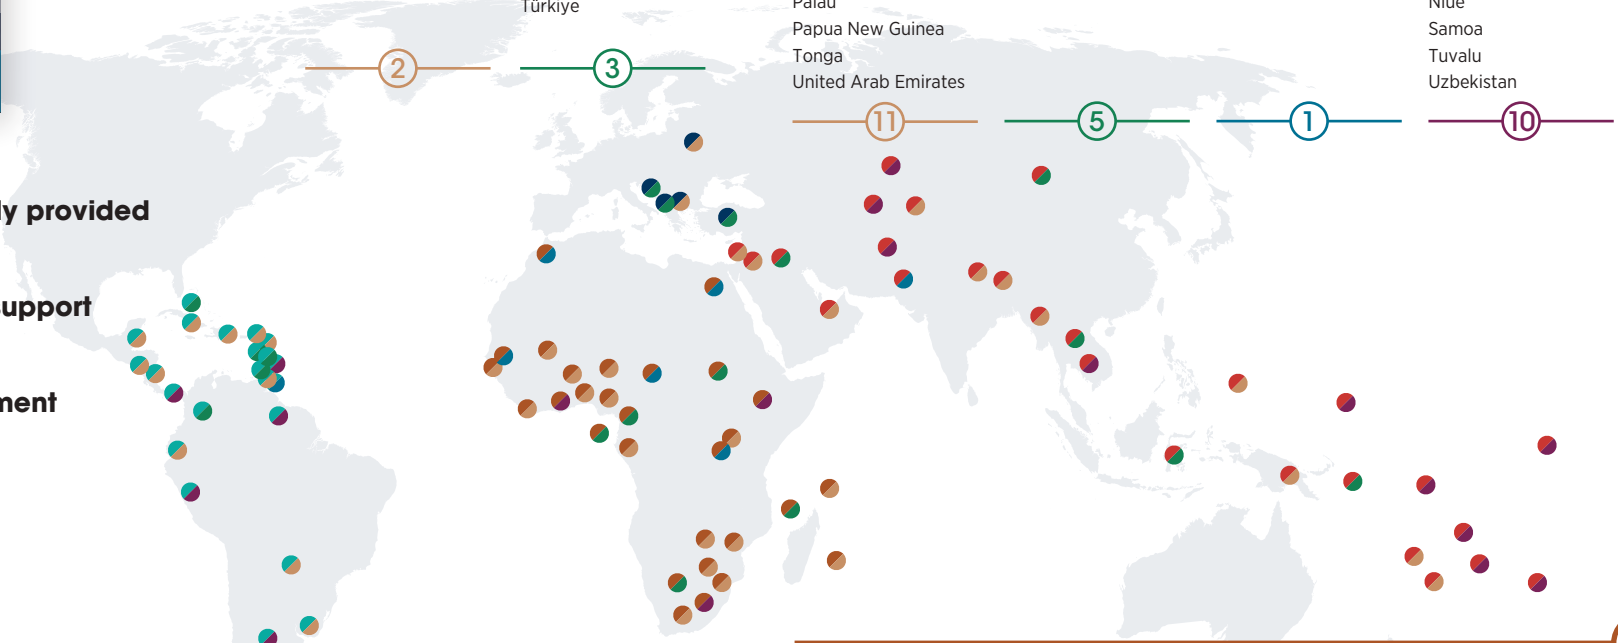 Türkiye
Palau
Papua New Guinea
Tonga
United Arab Emirates
Niue
Samoa
Tuvalu
Uzbekistan
2
3
11
5
1
10
ly provided
support
ment